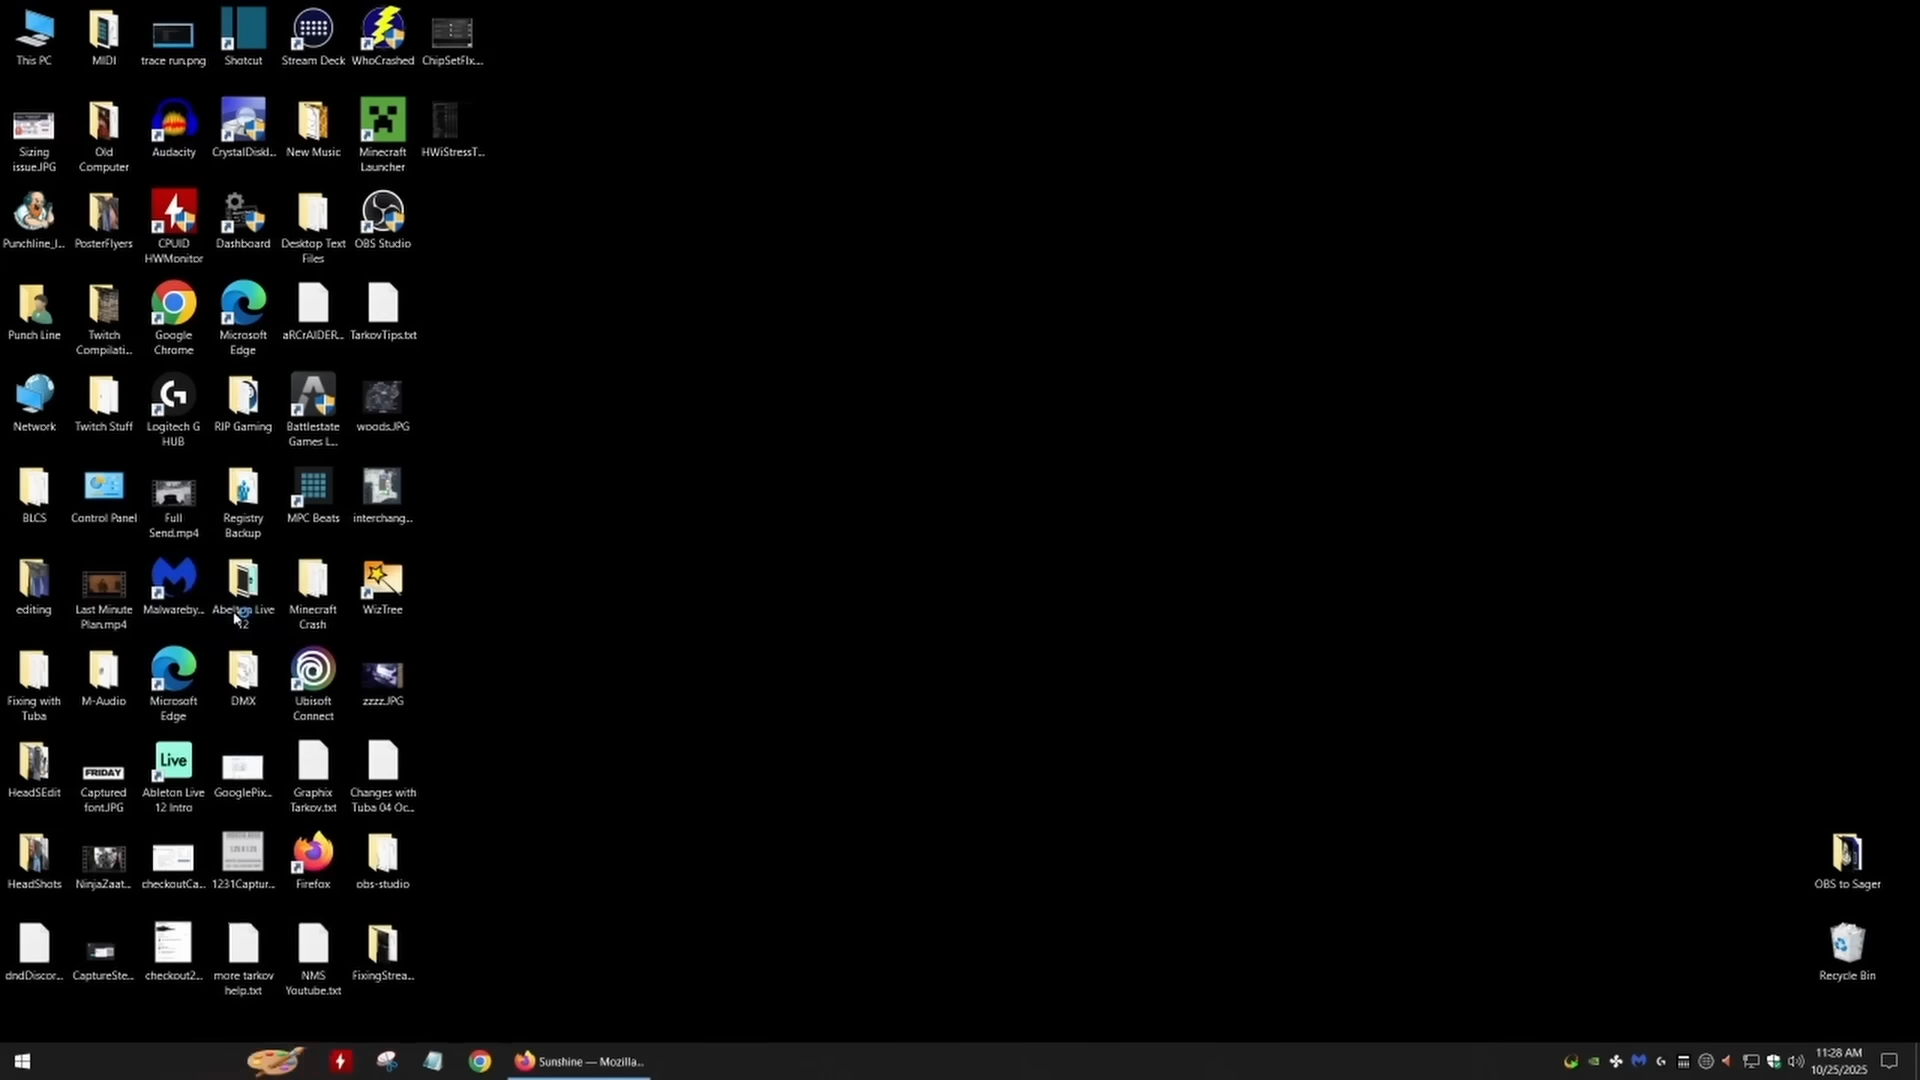 This PC
MIDI
trace run.png
Shotcut
Stream Deck
WhoCrashed
ChipSetFix...
Sizing
issue.JPG
Old
Computer
Audacity
CrystalDiskI...
New Music
Minecraft
Launcher
HWiStressT...
Punchline_l...
PosterFlyers
CPUID
HWMonitor
Dashboard
Desktop Text
Files
OBS Studio
Punch Line
Twitch
Compilati...
Google
Chrome
Microsoft
Edge
aRCrAIDER...
TarkovTips.txt
Network
Twitch Stuff
Logitech G
HUB
RIP Gaming
Battlestate
Games L...
woods.JPG
BLCS
Control Panel
Full
Send.mp4
Registry
Backup
MPC Beats
interchang...
editing
Last Minute
Plan.mp4
Malwareby...
Abelton Live
12
Minecraft
Crash
WizTree
Fixing with
Tuba
M-Audio
Microsoft
Edge
DMX
Ubisoft
Connect
zzzz.JPG
HeadSEdit
FRIDAY
Captured
font.JPG
Live
Ableton Live
12 Intro
GooglePix...
Graphix
Tarkov.txt
Changes with
Tuba 04 Oc...
HeadShots
NinjaZaat...
checkoutCa...
1231Captur...
Firefox
obs-studio
OBS to Sager
dndDiscor...
CaptureSte...
checkout2...
more tarkov
help.txt
NMS
Youtube.txt
FixingStrea...
Recycle Bin
Sunshine — Mozilla...
11:28 AM
10/25/2025